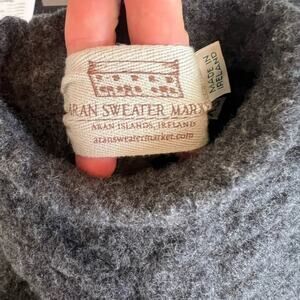 ARAN SWEATER MARK
ARAN ISLANDS, IRELAND
aransweatermarket.com
MADE IN
IRELAND